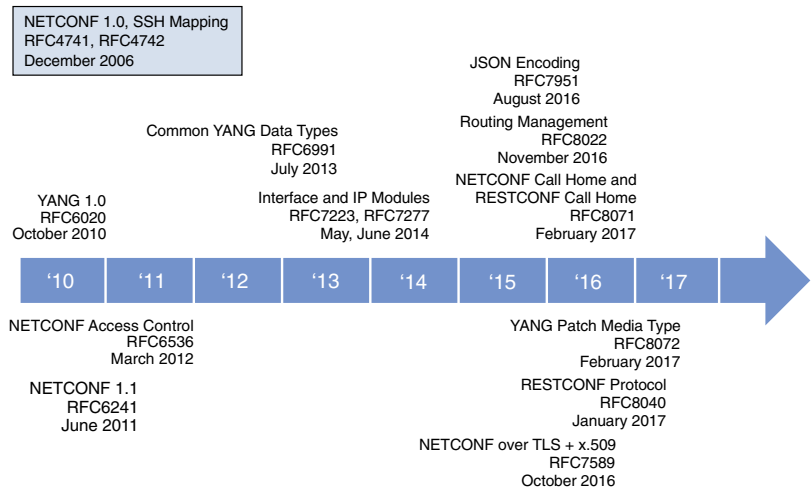 NETCONF 1.0, SSH Mapping
RFC4741, RFC4742
December 2006
JSON Encoding
RFC7951
August 2016
Common YANG Data Types
RFC6991
July 2013
Routing Management
RFC8022
November 2016
YANG 1.0
RFC6020
October 2010
Interface and IP Modules
RFC7223, RFC7277
May, June 2014
NETCONF Call Home and
RESTCONF Call Home
RFC8071
February 2017
‘10 ‘11 ‘12 ‘13 ‘14 ‘15 ‘16 ‘17
NETCONF Access Control
RFC6536
March 2012
NETCONF 1.1
RFC6241
June 2011
YANG Patch Media Type
RFC8072
February 2017
RESTCONF Protocol
RFC8040
January 2017
NETCONF over TLS + x.509
RFC7589
October 2016